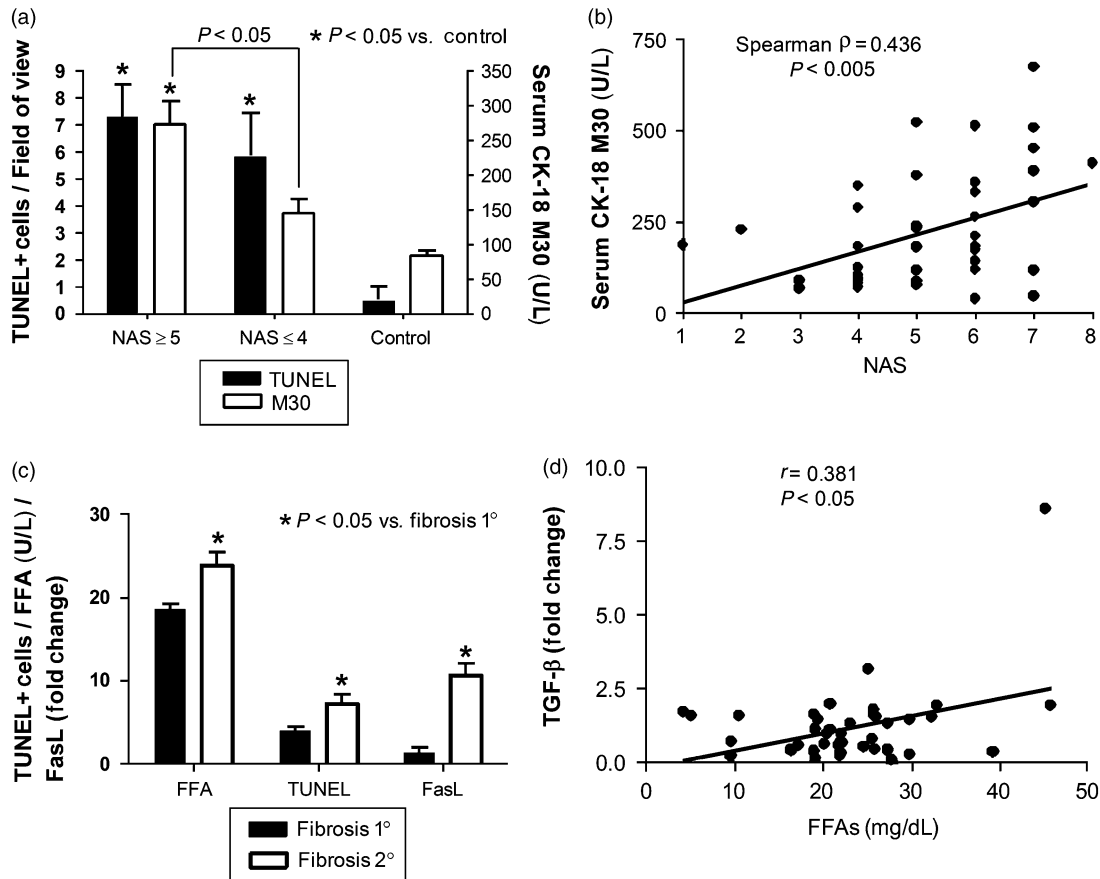 (a)
P < 0.05
* P < 0.05 vs. control
TUNEL+ cells / Field of view
9
8
7
6
5
4
3
2
1
0
*
*
*
350
300
250
200
150
100
50
0
Serum CK-18 M30 (U/L)
NAS ≥ 5
NAS ≤ 4
Control
TUNEL
M30
(b)
Spearman ρ = 0.436
P < 0.005
Serum CK-18 M30 (U/L)
750
500
250
0
1 2 3 4 5 6 7 8
NAS
(c)
* P < 0.05 vs. fibrosis 1°
TUNEL+ cells / FFA (U/L) /
FasL (fold change)
30
20
10
0
*
*
*
FFA
TUNEL
FasL
Fibrosis 1°
Fibrosis 2°
(d)
r = 0.381
P < 0.05
TGF-β (fold change)
10.0
7.5
5.0
2.5
0.0
0 10 20 30 40 50
FFAs (mg/dL)